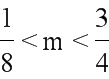 1/8 < m < 3/4